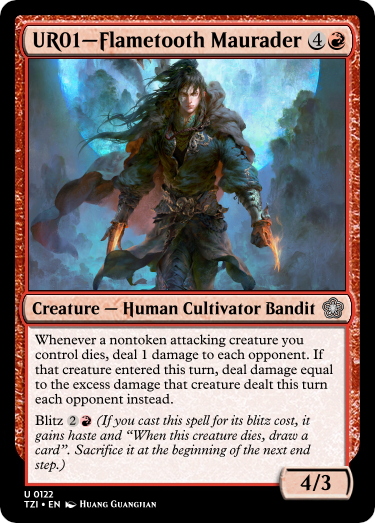 UR01—Flametooth Maurader 4
Creature — Human Cultivator Bandit
Whenever a nontoken attacking creature you
control dies, deal 1 damage to each opponent. If
that creature entered this turn, deal damage equal
to the excess damage that creature dealt this turn
each opponent instead.
Blitz 2 (If you cast this spell for its blitz cost, it
gains haste and “When this creature dies, draw a
card”. Sacrifice it at the beginning of the next end
step.)
4/3
U 0122
TZI • EN Huang Guangjian